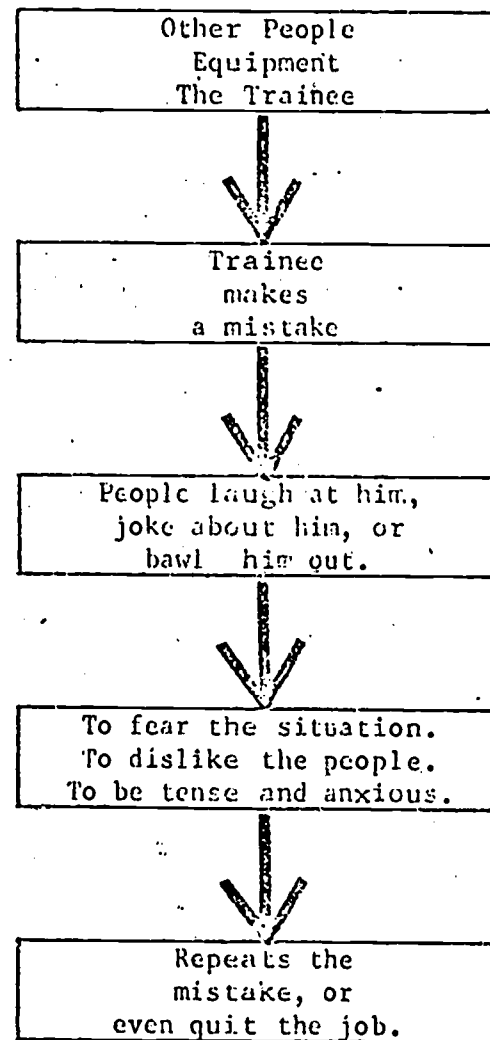 Other People
Equipment
The Trainee
Trainee
makes
a mistake
People laugh at him,
joke about him, or
bawl him out.
To fear the situation.
To dislike the people.
To be tense and anxious.
Repeats the
mistake, or
even quit the job.